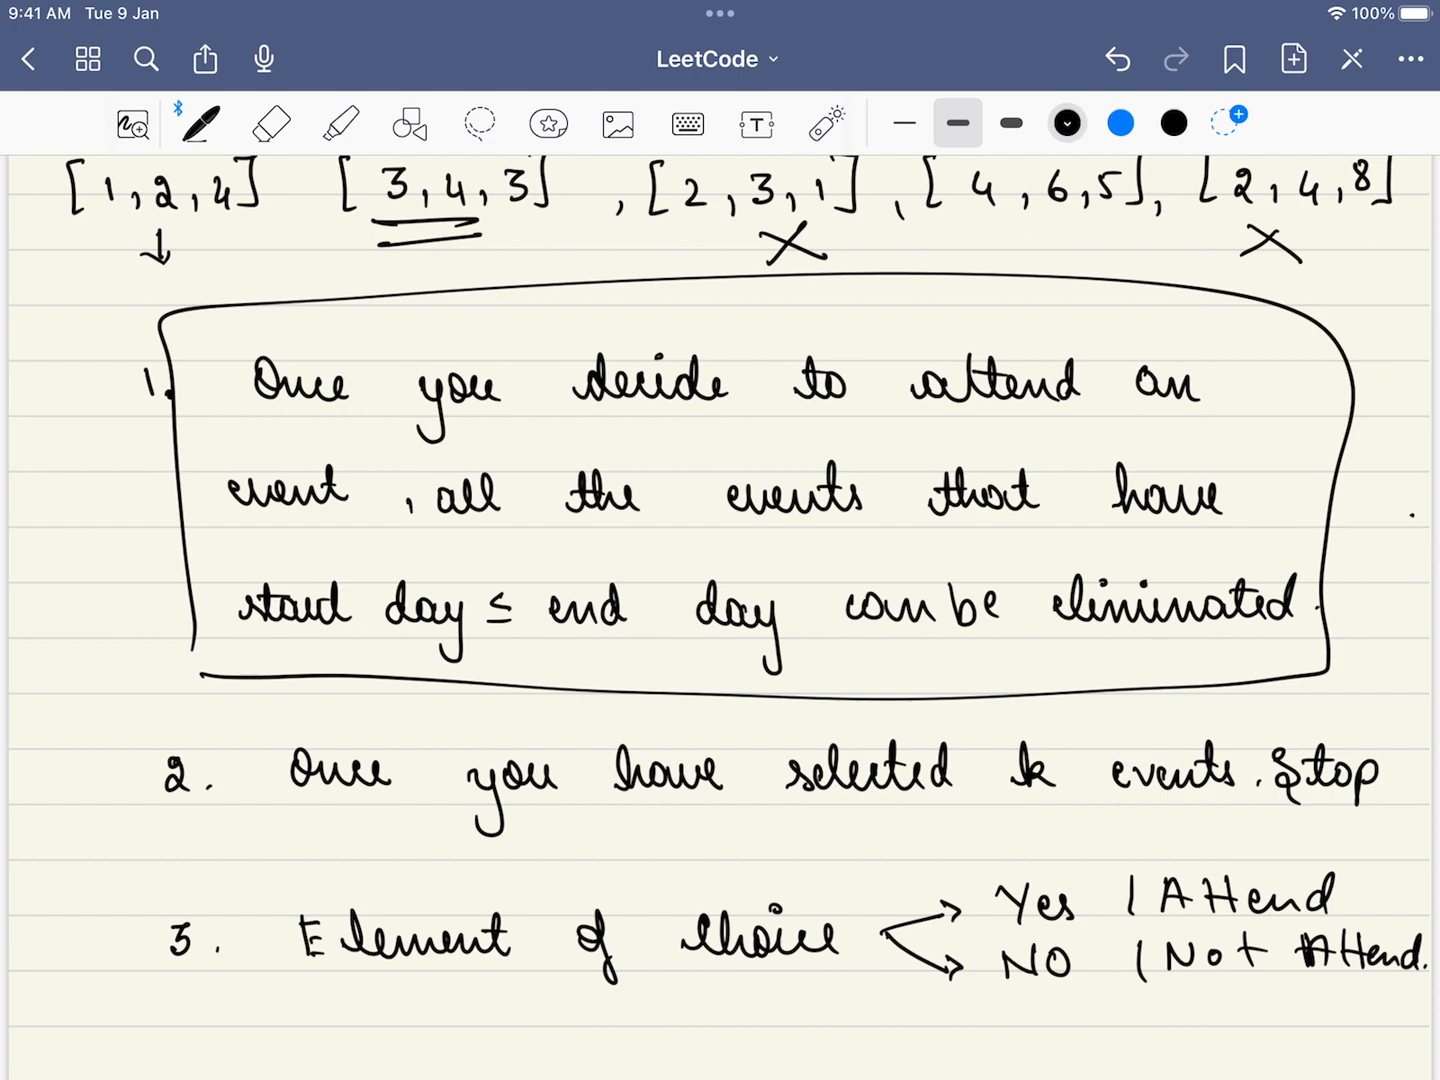 9:41 AM Tue 9 Jan
100%
LeetCode
T
[1,2,4] [3,4,3] , [2,3,1] , [4,6,5], [2,4,8]
1. Once you decide to attend an
event , all the events that have
start day ≤ end day can be eliminated.
2. Once you have selected k events. Stop
3. Element of choice Yes | Attend
NO | Not Attend.